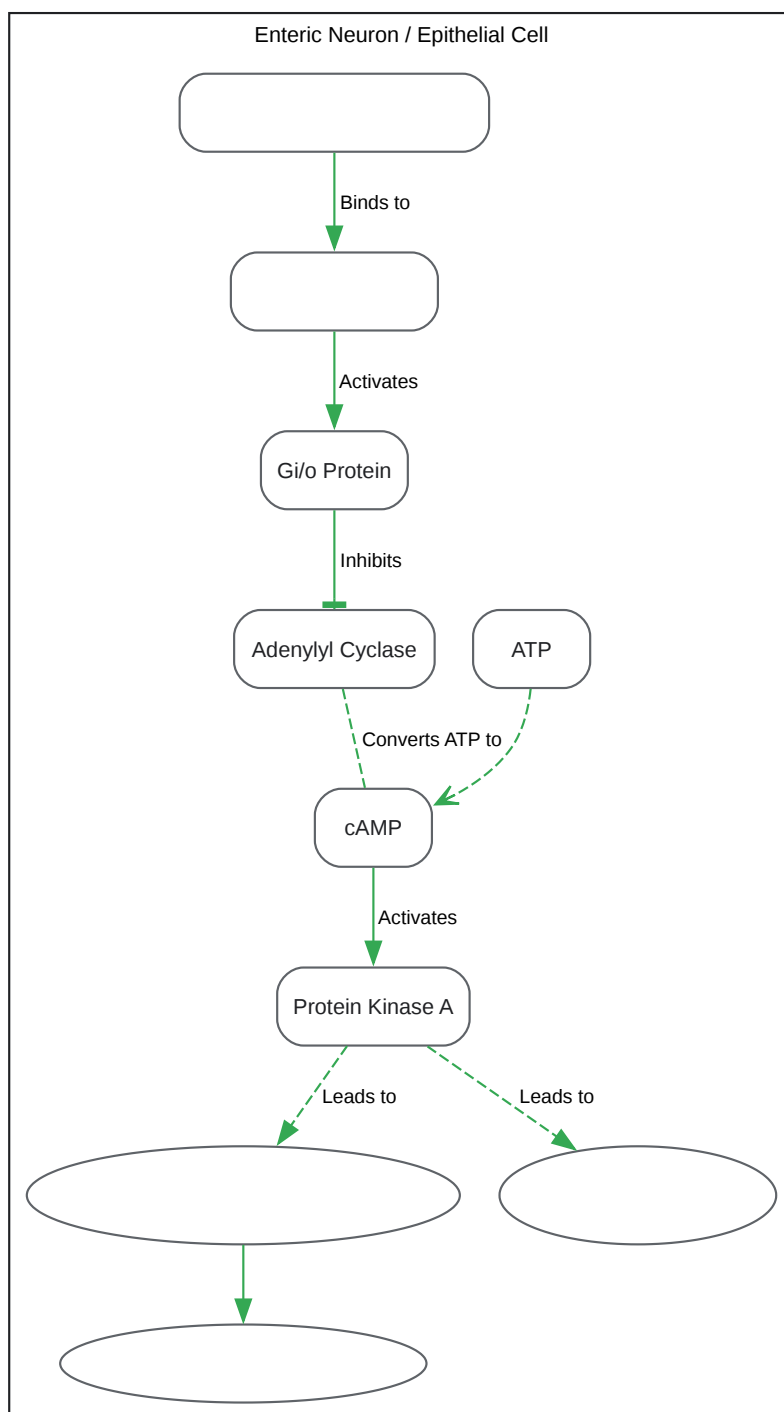 Enteric Neuron / Epithelial Cell
Binds to
Activates
Gi/o Protein
Inhibits
Adenylyl Cyclase
ATP
Converts ATP to
cAMP
Activates
Protein Kinase A
Leads to
Leads to